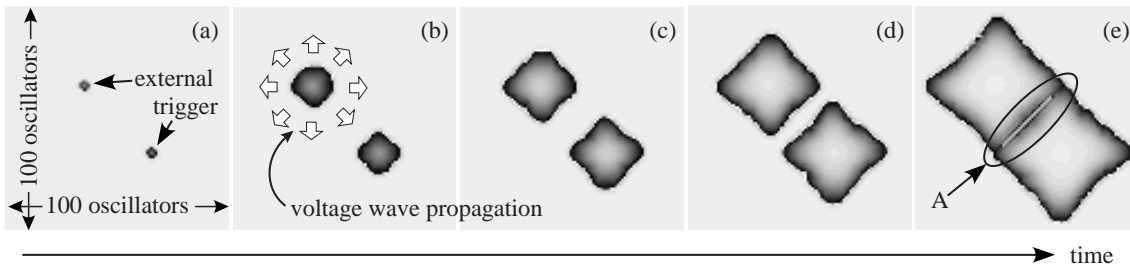 (a)
external
trigger
100 oscillators
100 oscillators
(b)
voltage wave propagation
(c)
(d)
(e)
A
time